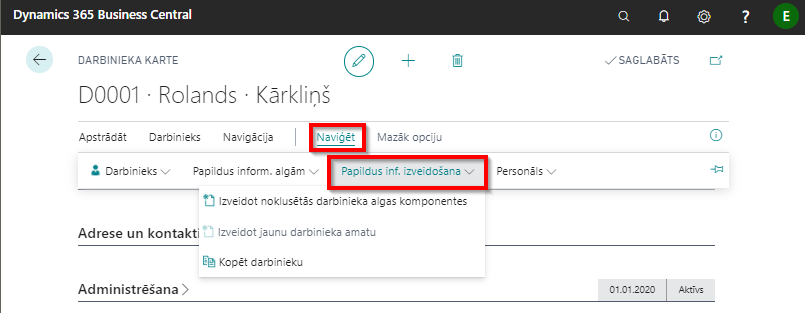 Dynamics 365 Business Central
?
E
DARBINIEKA KARTE
SAGLABĀTS
D0001 · Rolands · Kārkliņš
Apstrādāt Darbinieks Navigācija Naviģēt Mazāk opciju
Darbinieks Papildus inform. algām Papildus inf. izveidošana Personāls
Izveidot noklusētās darbinieka algas komponentes
Adrese un kontakti
Izveidot jaunu darbinieka amatu
Kopēt darbinieku
Administrēšana
01.01.2020 Aktīvs